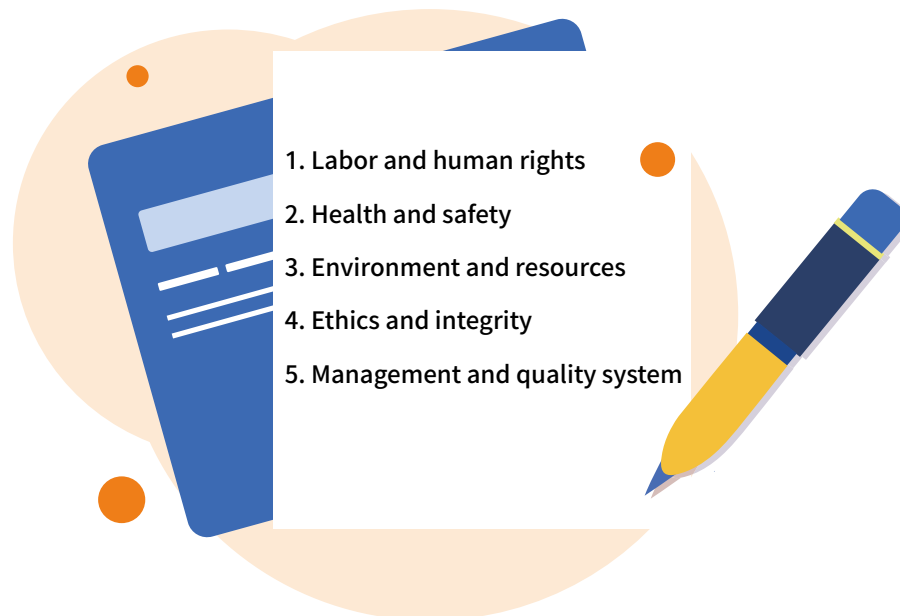 1. Labor and human rights
2. Health and safety
3. Environment and resources
4. Ethics and integrity
5. Management and quality system